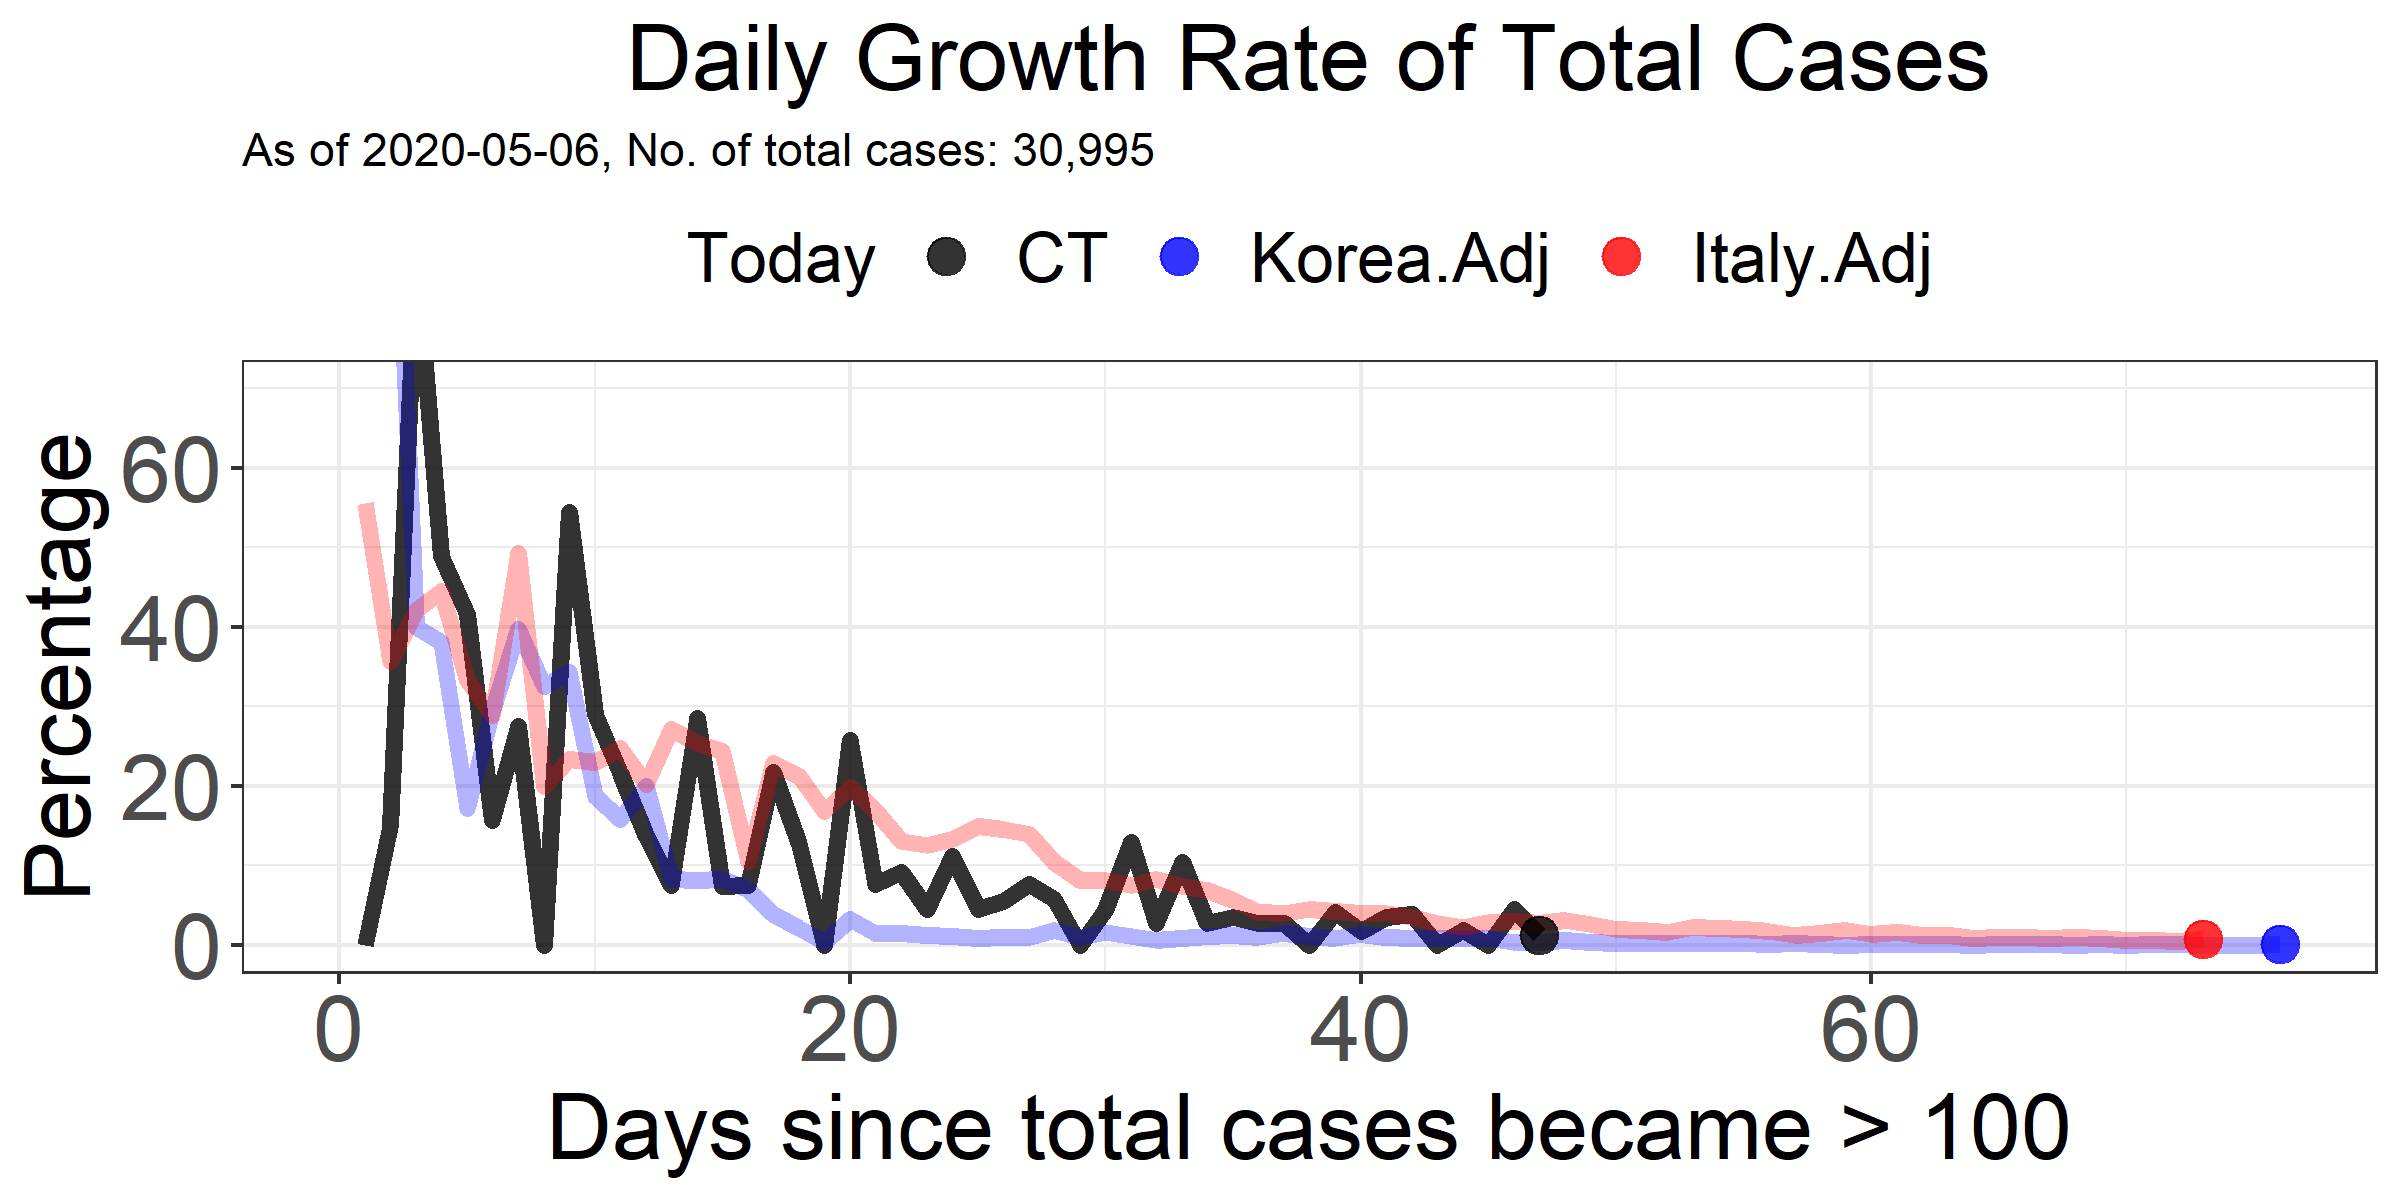 Daily Growth Rate of Total Cases
As of 2020-05-06, No. of total cases: 30,995
Today CT Korea.Adj Italy.Adj
Percentage
60
40
20
0
0 20 40 60
Days since total cases became > 100